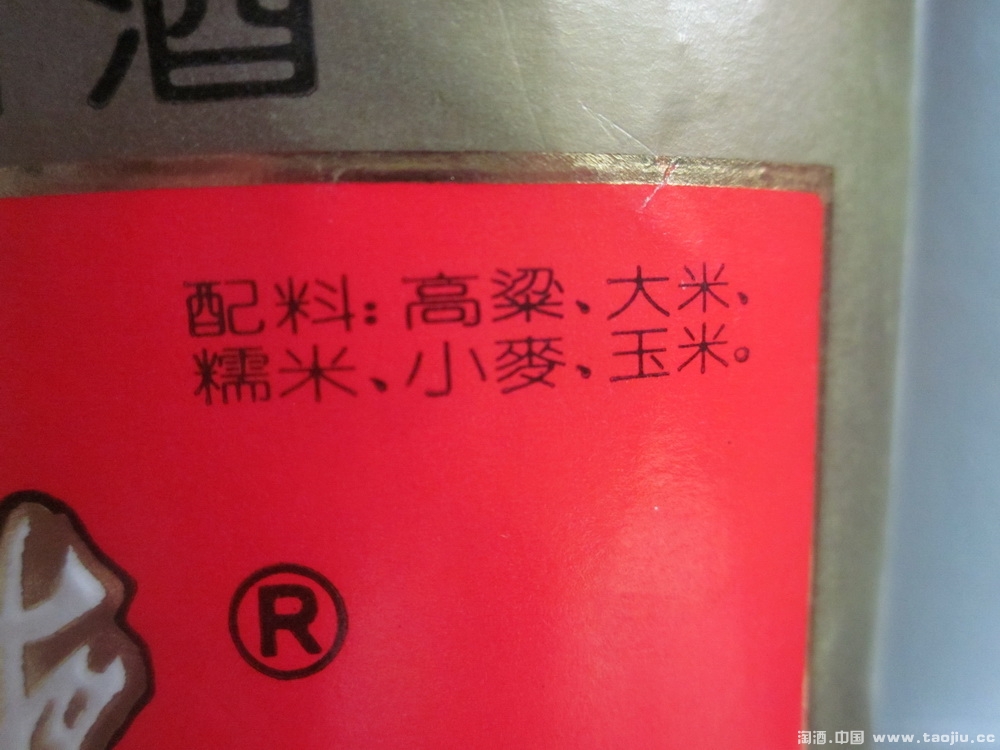 酒
配料：高粱、大米、
糯米、小麥、玉米。
®
淘酒.中国 www.taojiu.cc